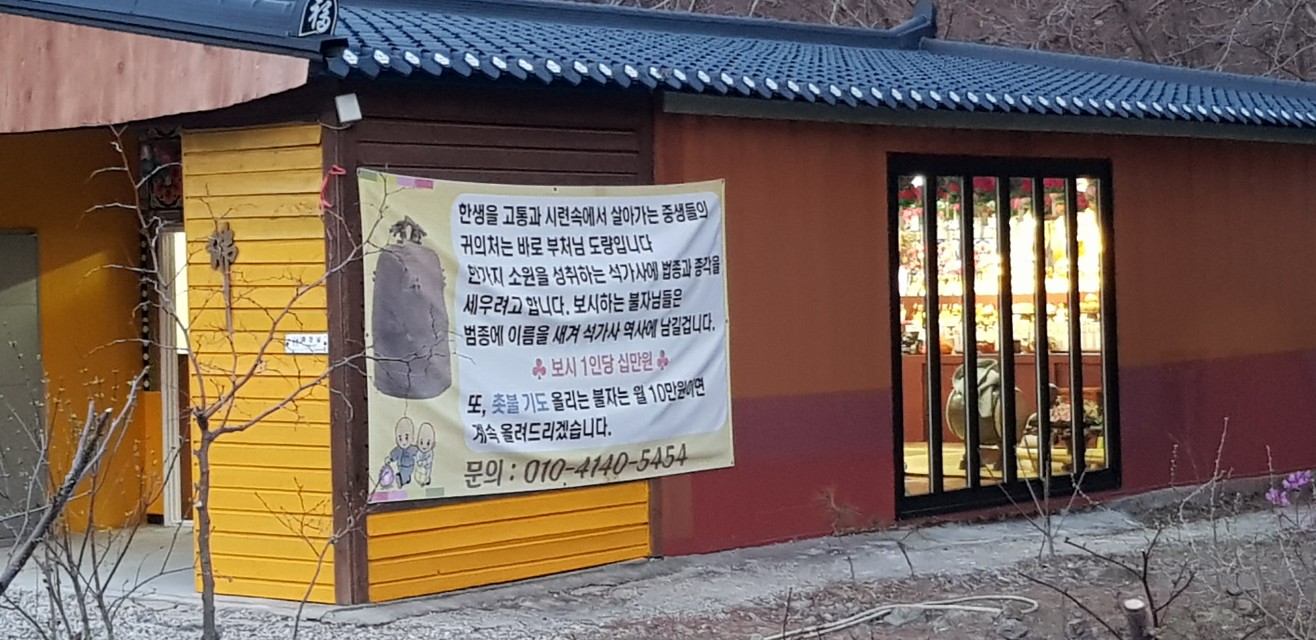 福
佛
한생을 고통과 시련속에서 살아가는 중생들의
귀의처는 바로 부처님 도량입니다
한가지 소원을 성취하는 석가사에 범종과 종각을
세우려고 합니다. 보시하는 불자님들은
범종에 이름을 새겨 석가사 역사에 남길겁니다.
♣ 보시 1인당 십만원 ♣
또, 촛불 기도 올리는 불자는 월 10만원이면
계속 올려드리겠습니다.
문의 : 010-4140-5454